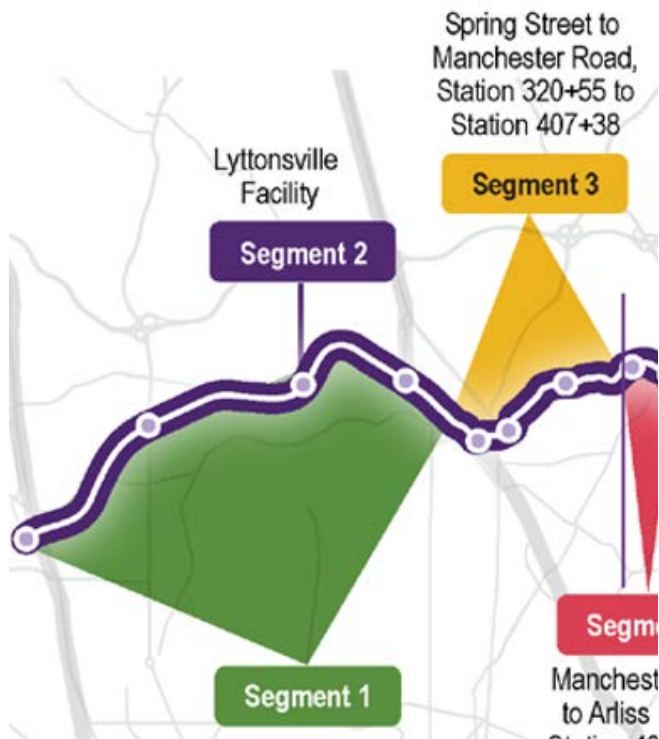 Spring Street to
Manchester Road,
Station 320+55 to
Station 407+38
Segment 3
Lyttonsville
Facility
Segment 2
Segment 1
to Arliss